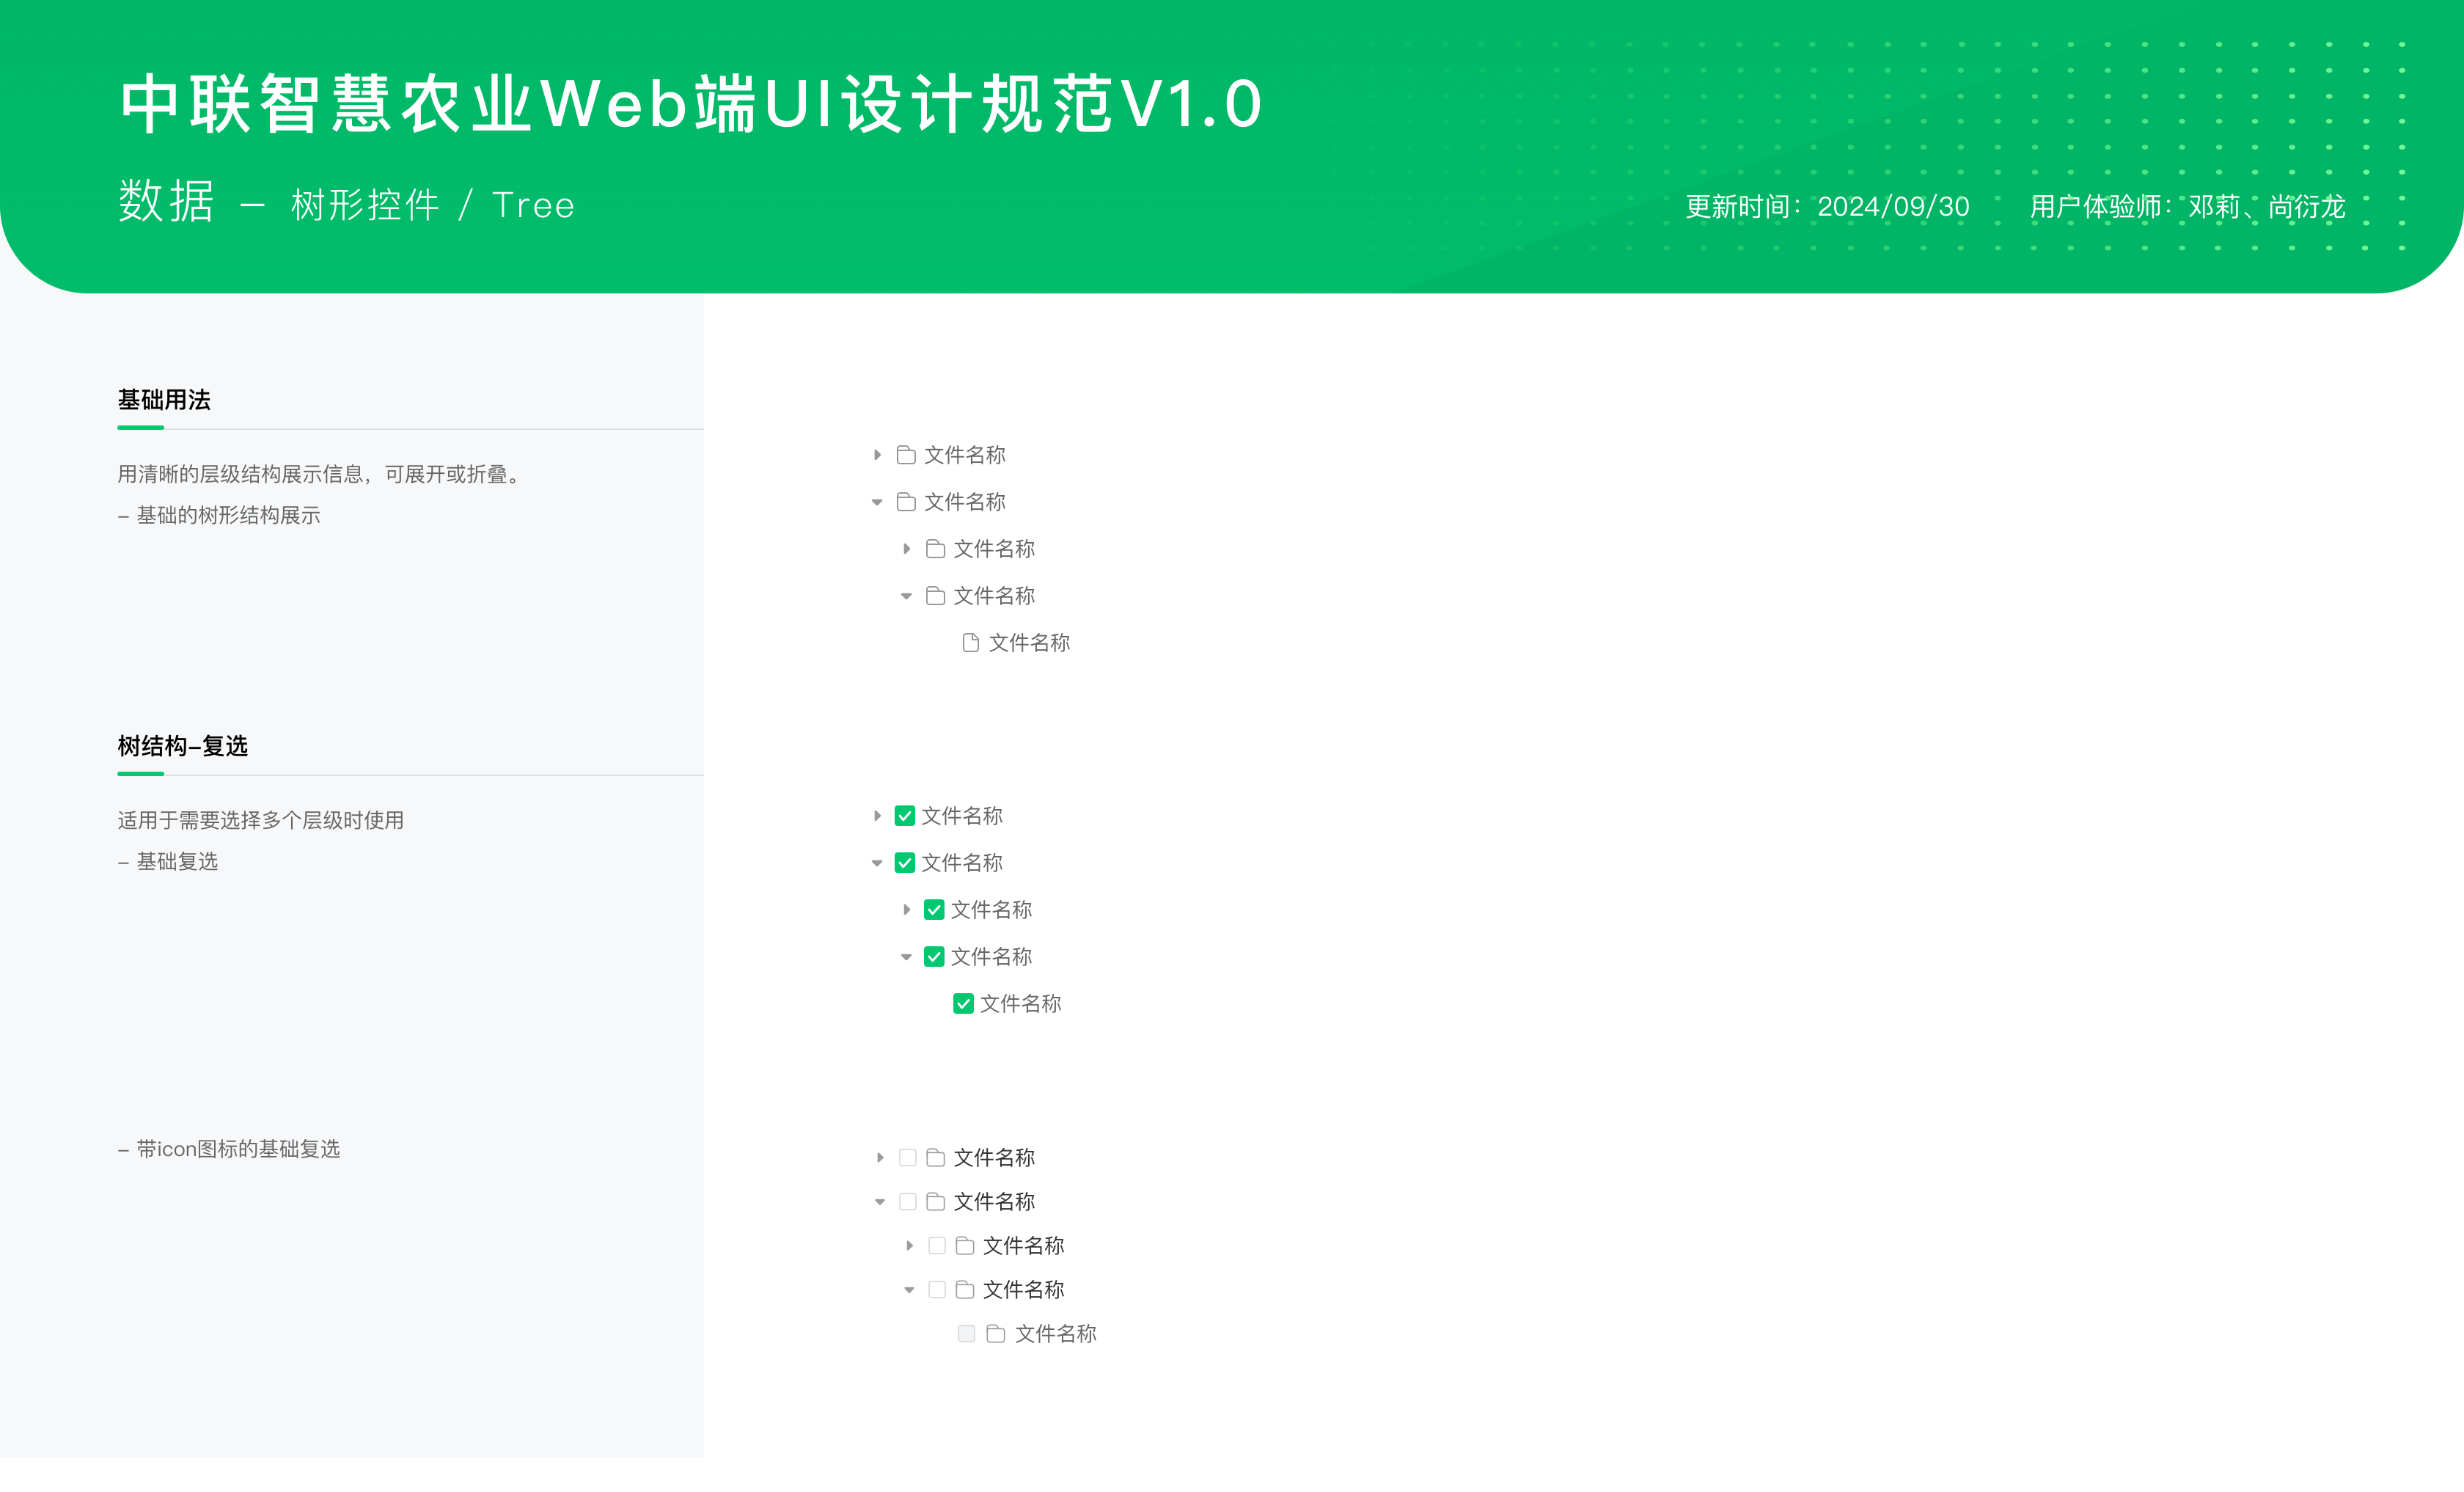 中联智慧农业Web端UI设计规范V1.0
数据 – 树形控件 / Tree
更新时间：2024/09/30 用户体验师：邓莉、尚衍龙
基础用法
用清晰的层级结构展示信息，可展开或折叠。
– 基础的树形结构展示
文件名称
文件名称
文件名称
文件名称
文件名称
树结构–复选
适用于需要选择多个层级时使用
– 基础复选
文件名称
文件名称
文件名称
文件名称
文件名称
– 带icon图标的基础复选
文件名称
文件名称
文件名称
文件名称
文件名称